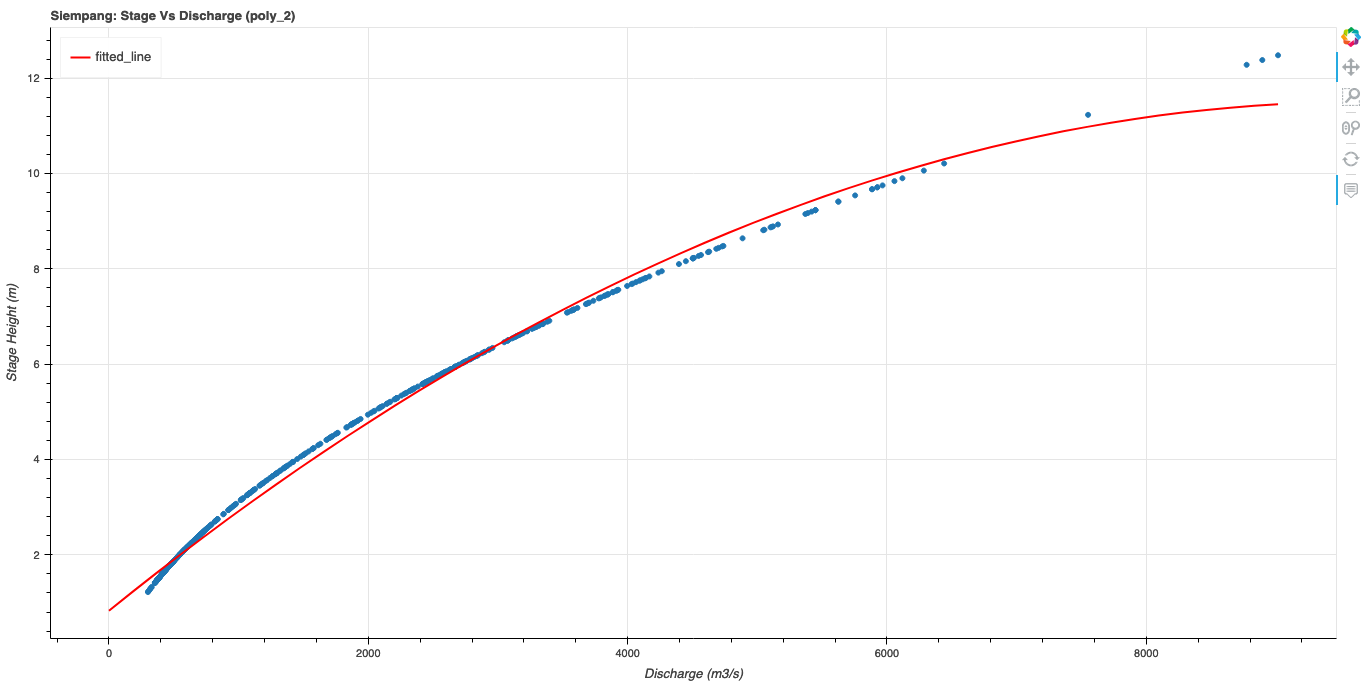 Siempang: Stage Vs Discharge (poly_2)
fitted_line
12
10
8
6
4
2
Stage Height (m)
0 2000 4000 6000 8000
Discharge (m3/s)